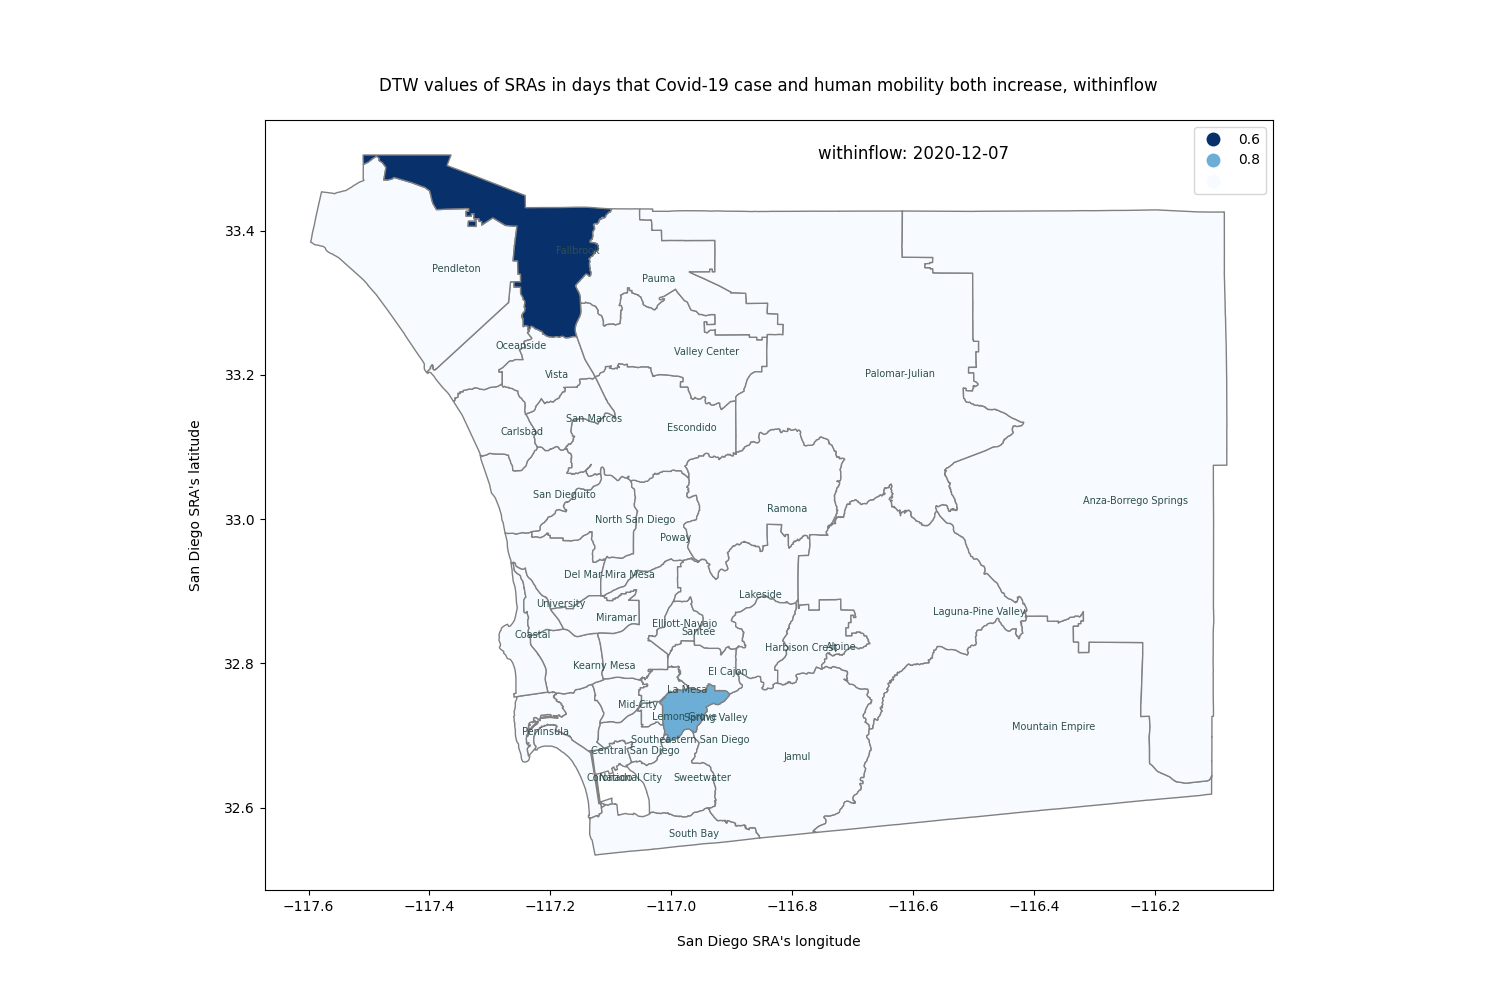 DTW values of SRAs in days that Covid-19 case and human mobility both increase, withinflow
withinflow: 2020-12-07
0.6
0.8
33.4
33.2
33.0
32.8
32.6
San Diego SRA's latitude
Fallbrook
Pendleton
Pauma
Oceanside
Valley Center
Vista
Palomar-Julian
San Marcos
Carlsbad
Escondido
San Dieguito
Anza-Borrego Springs
Ramona
North San Diego
Poway
Del Mar-Mira Mesa
Lakeside
University
Miramar
Laguna-Pine Valley
Elliott-Navajo
Santee
Coastal
Harbison Crest
Alpine
Kearny Mesa
El Cajon
La Mesa
Mid-City
Lemon Grove
Spring Valley
Mountain Empire
Peninsula
Southeastern San Diego
Central San Diego
Jamul
Coronado
National City
Sweetwater
South Bay
−117.6
−117.4
−117.2
−117.0
−116.8
−116.6
−116.4
−116.2
San Diego SRA's longitude